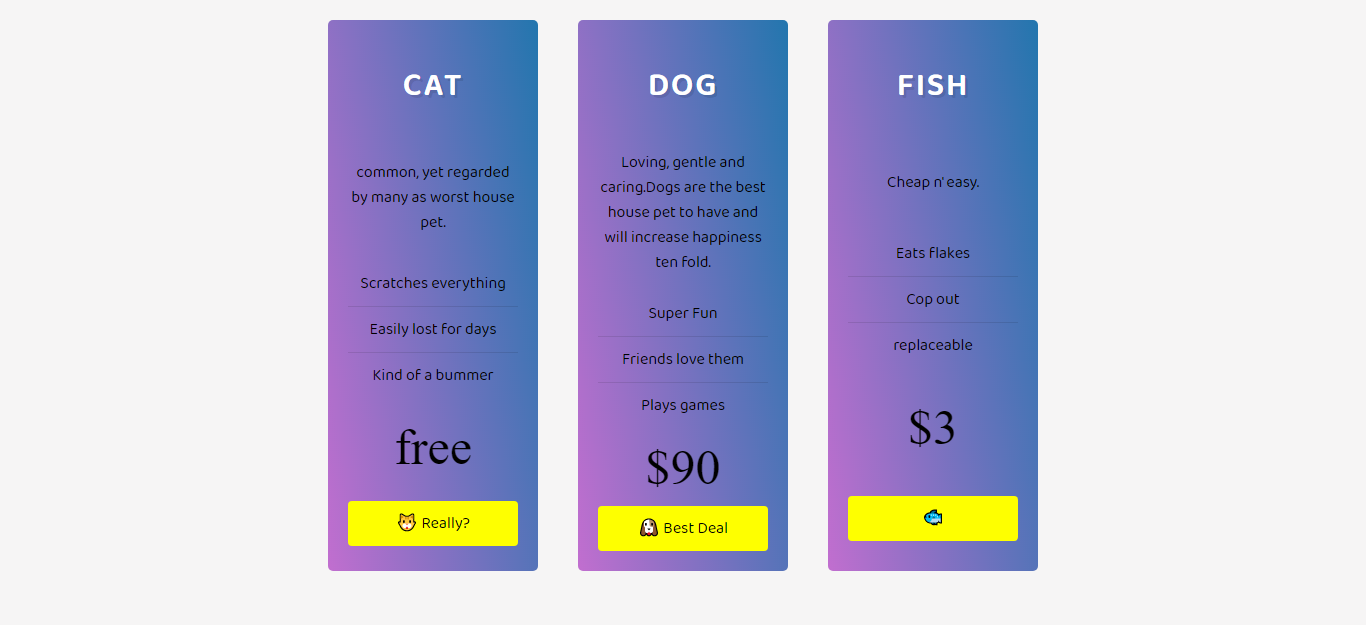 CAT
common, yet regarded
by many as worst house
pet.
Scratches everything
Easily lost for days
Kind of a bummer
free
🐱 Really?
DOG
Loving, gentle and
caring.Dogs are the best
house pet to have and
will increase happiness
ten fold.
Super Fun
Friends love them
Plays games
$90
🐶 Best Deal
FISH
Cheap n' easy.
Eats flakes
Cop out
replaceable
$3
🐟